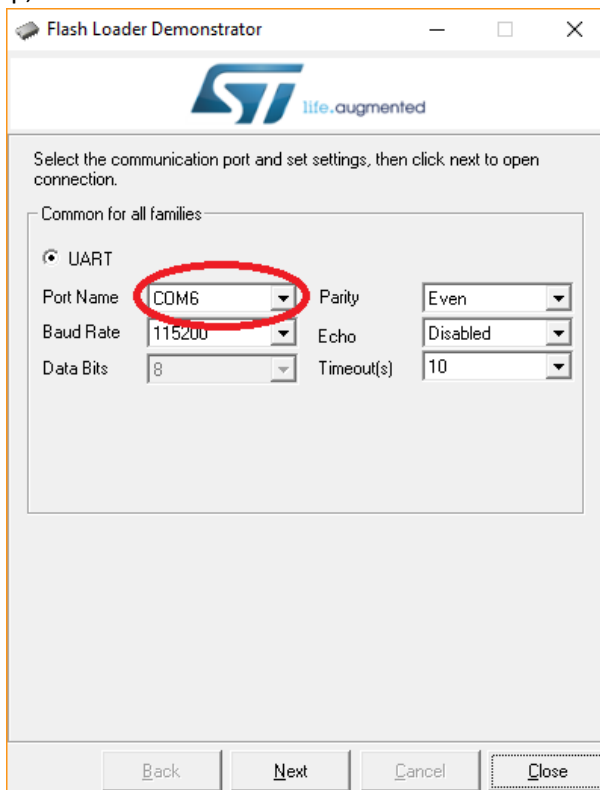 Flash Loader Demonstrator
life.augmented
Select the communication port and set settings, then click next to open
connection.
Common for all families
UART
Port Name COM6 Parity Even
Baud Rate 115200 Echo Disabled
Data Bits 8 Timeout(s) 10
Back Next Cancel Close